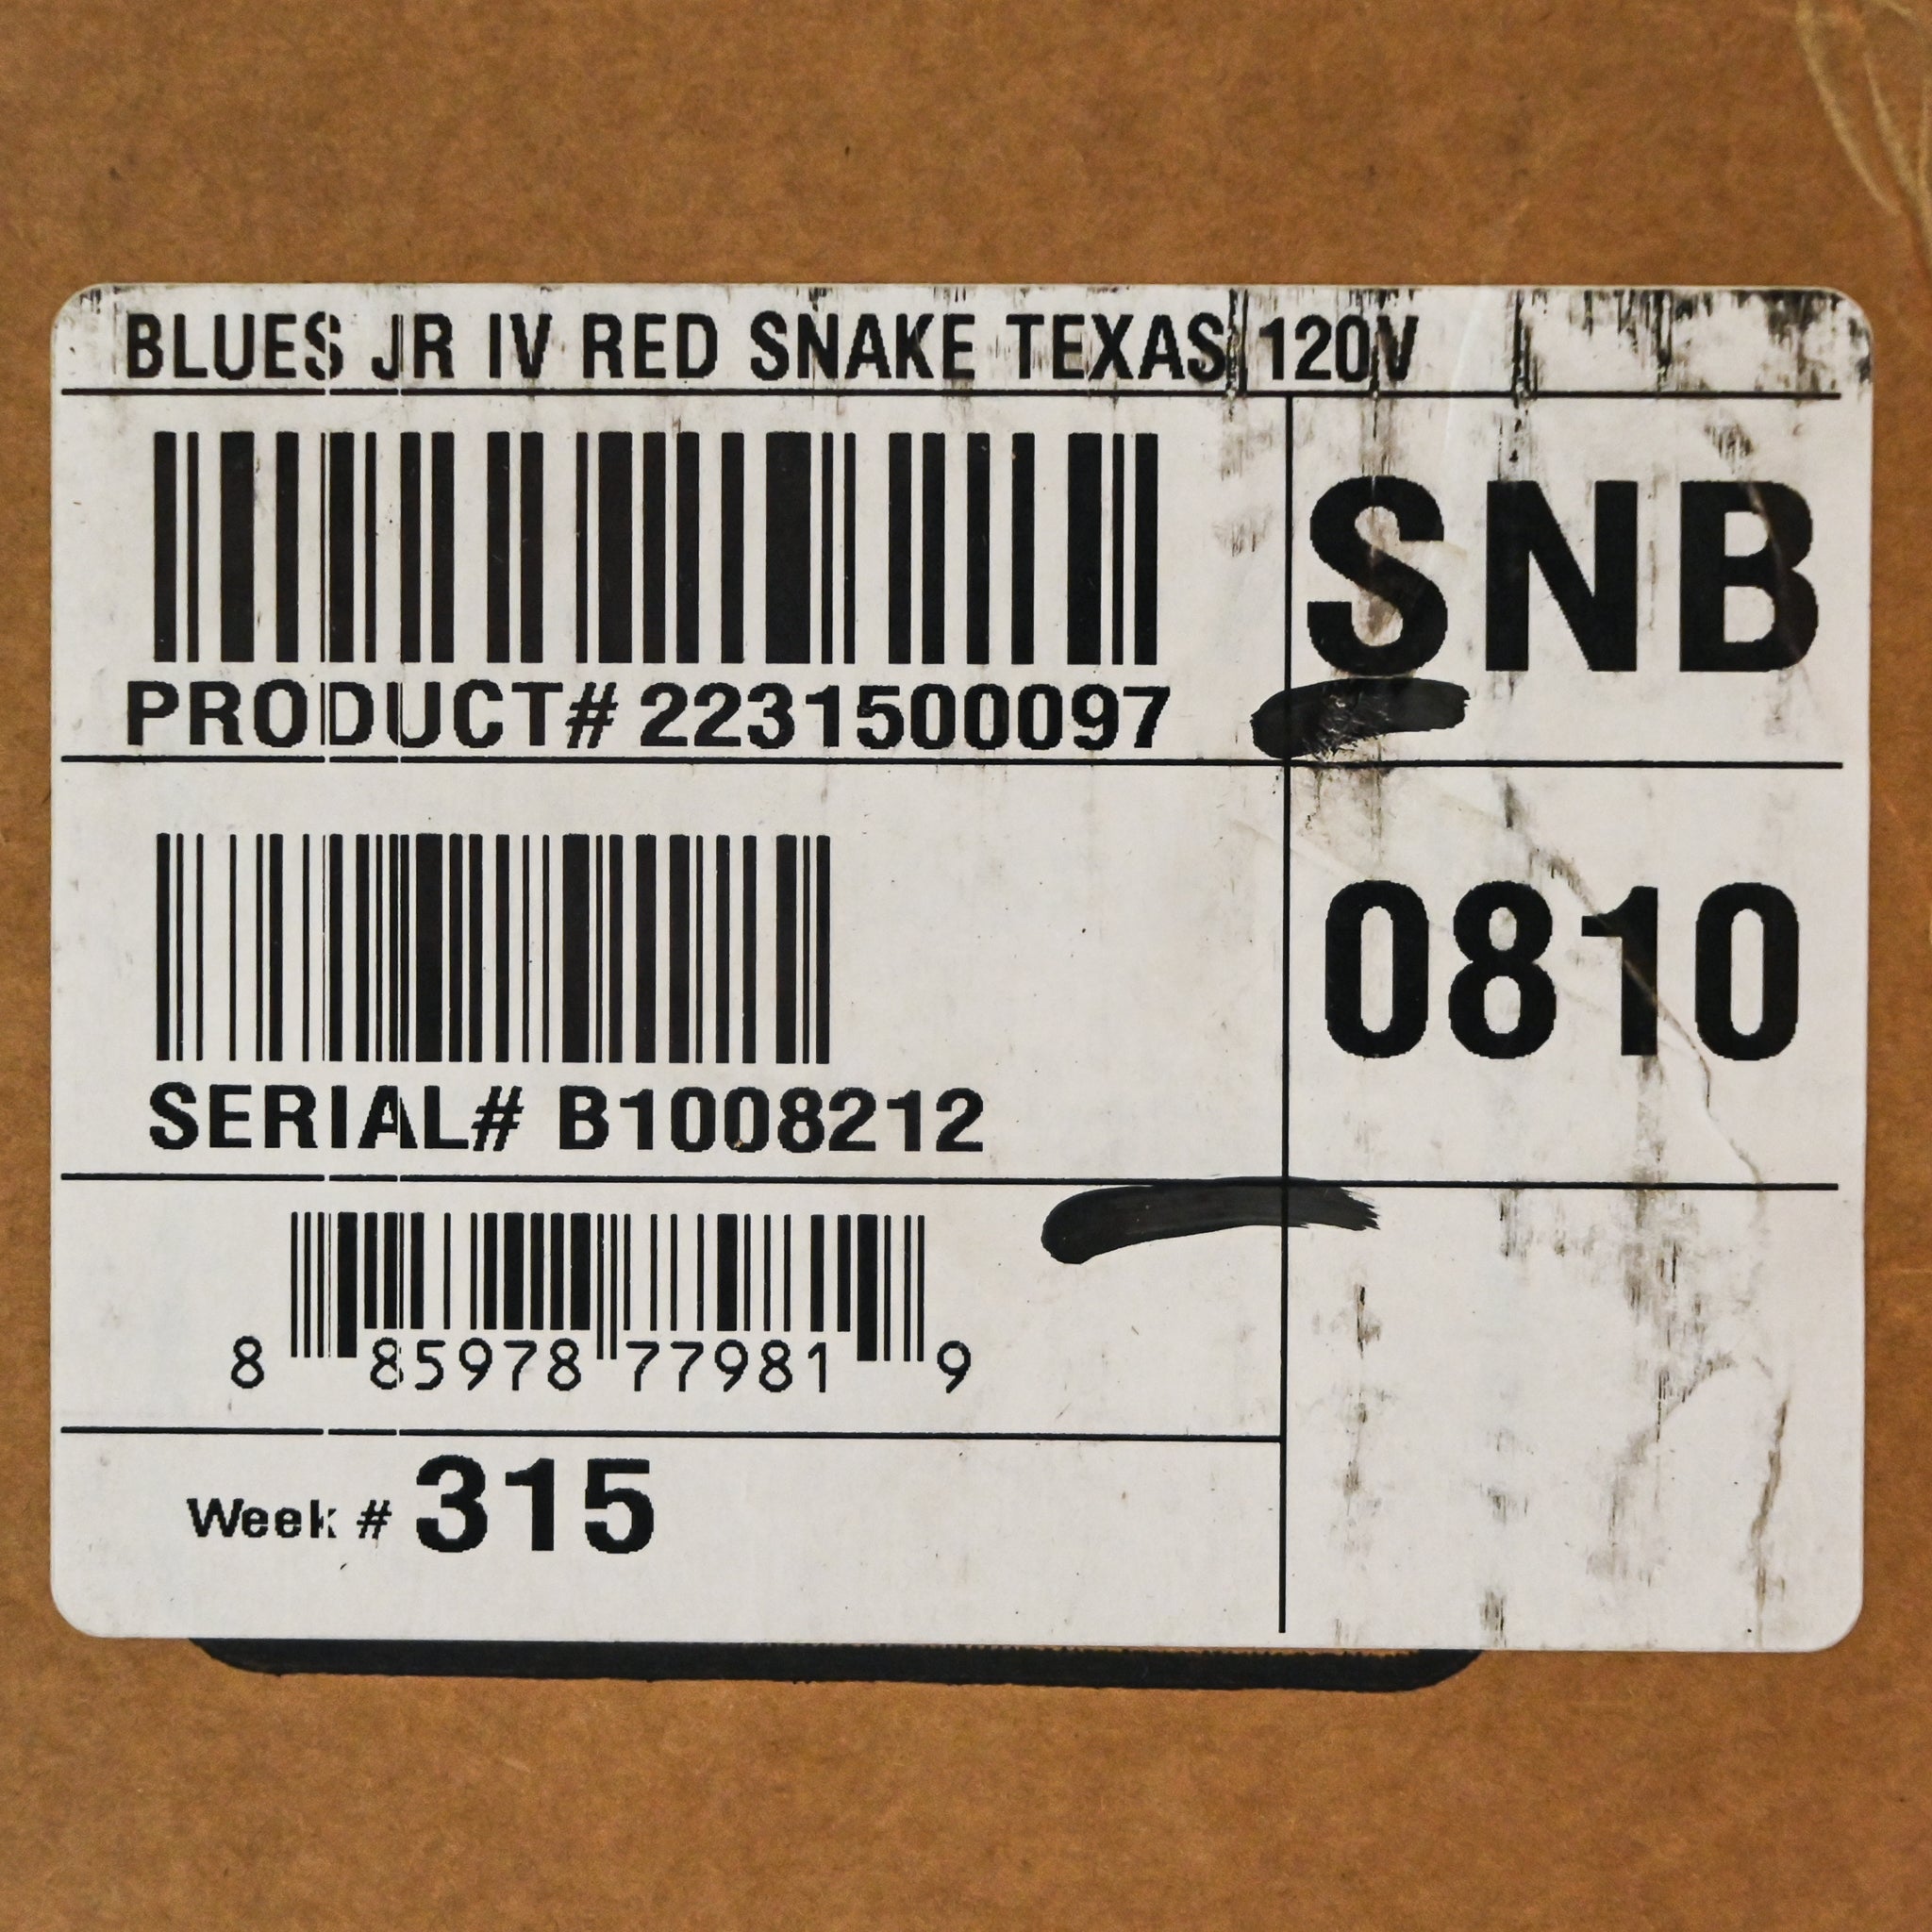 BLUES JR IV RED SNAKE TEXAS 120V
SNB
PRODUCT# 2231500097
0810
SERIAL# B1008212
8 85978 77981 9
Week # 315